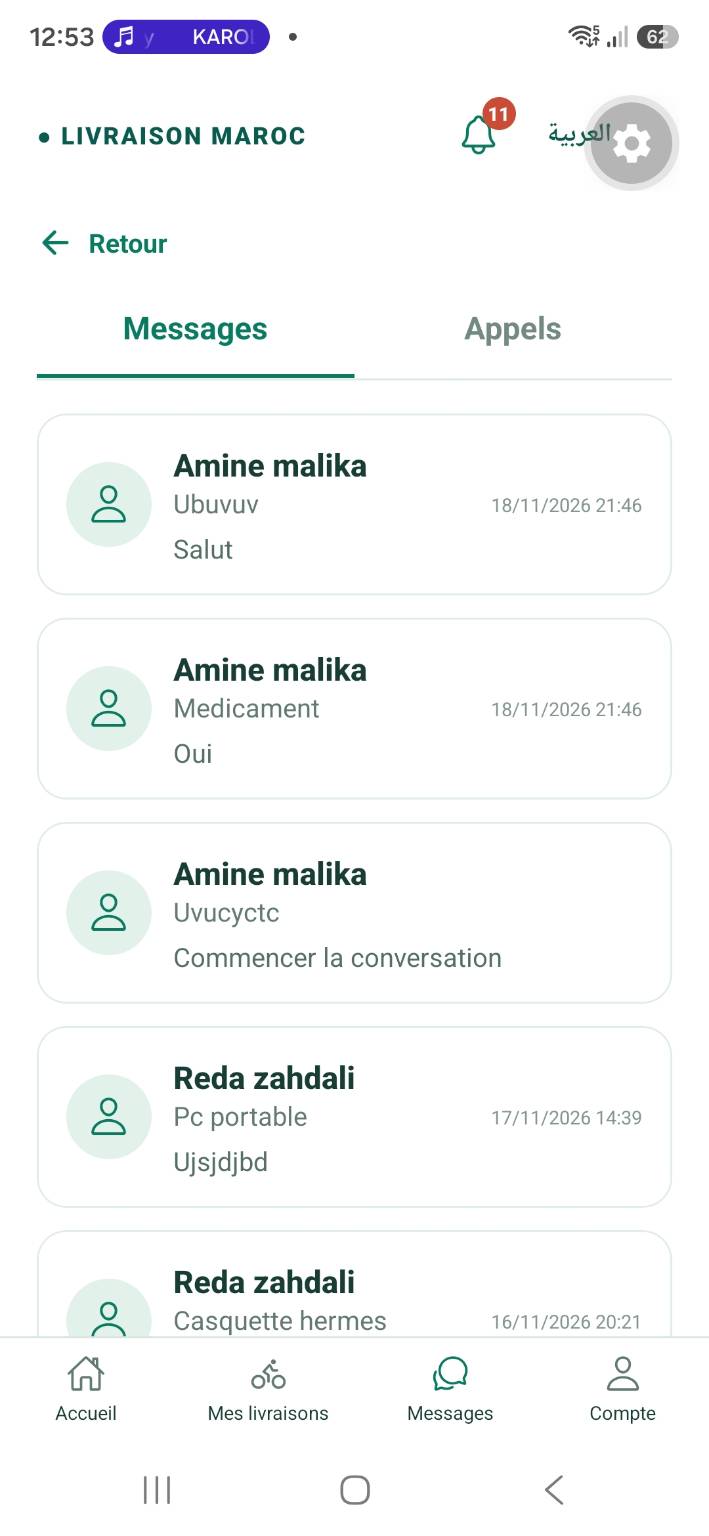 12:53
y KARO
62
LIVRAISON MAROC
11
العربية
Retour
Messages
Appels
Amine malika
Ubuvuv
18/11/2026 21:46
Salut
Amine malika
Medicament
18/11/2026 21:46
Oui
Amine malika
Uvucyctc
Commencer la conversation
Reda zahdali
Pc portable
17/11/2026 14:39
Ujsjdjbd
Reda zahdali
Casquette hermes
16/11/2026 20:21
Accueil
Mes livraisons
Messages
Compte